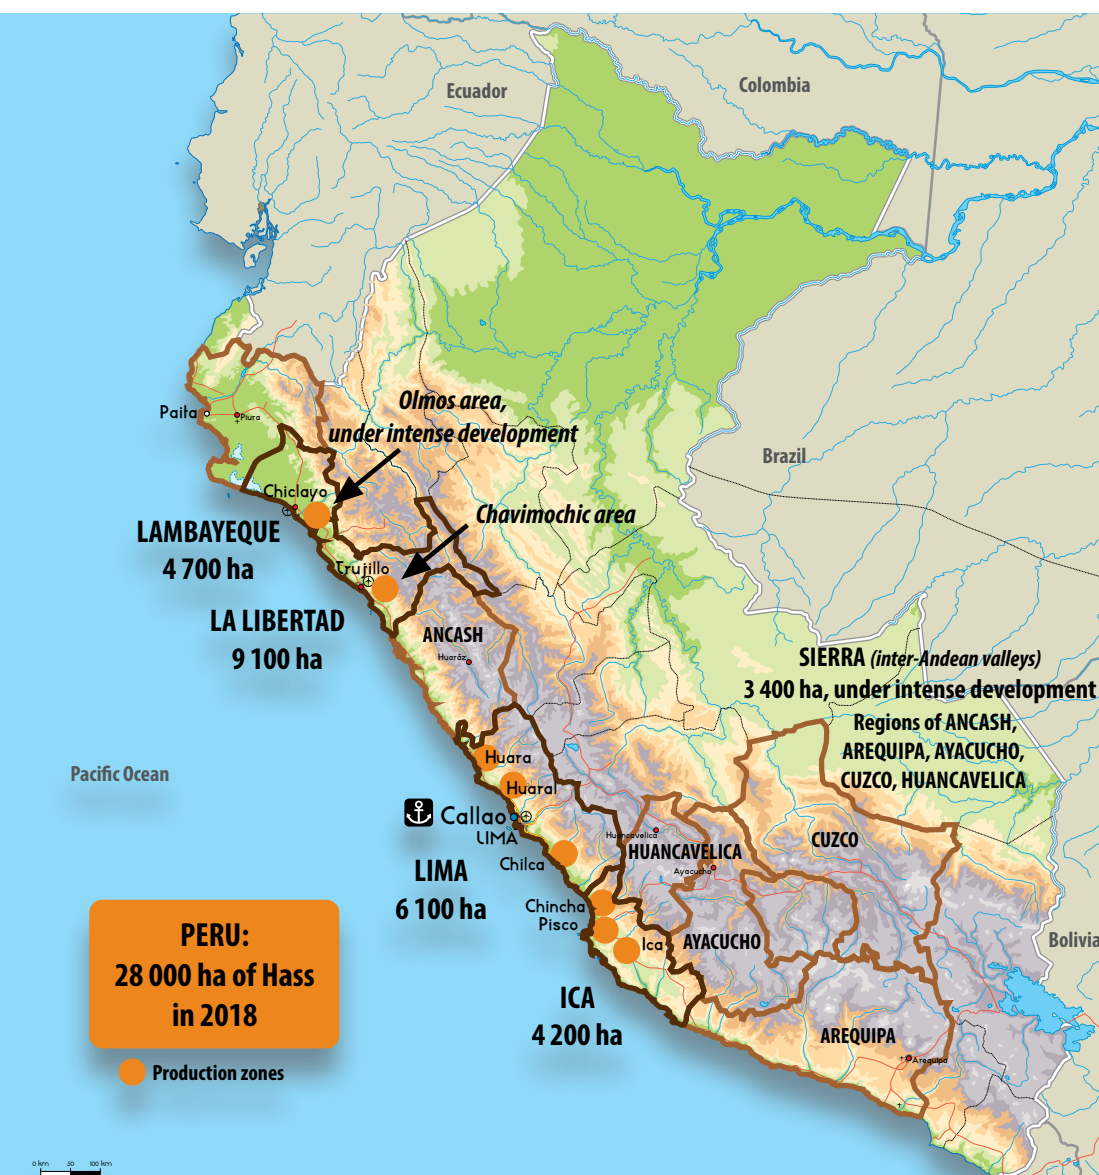 Ecuador
Colombia
Olmos area,
under intense development
Paita
Piura
Brazil
Chiclayo
Chavimochic area
LAMBAYEQUE
4 700 ha
Trujillo
LA LIBERTAD
9 100 ha
ANCASH
Huaráz
SIERRA (inter-Andean valleys)
3 400 ha, under intense development
Regions of ANCASH,
AREQUIPA, AYACUCHO,
CUZCO, HUANCAVELICA
Pacific Ocean
Huara
Huaral
Callao
LIMA
Huancavelica
HUANCAVELICA
CUZCO
Chilca
Ayacucho
LIMA
6 100 ha
Chincha
Pisco
Ica
AYACUCHO
Bolivia
PERU:
28 000 ha of Hass
in 2018
ICA
4 200 ha
AREQUIPA
Arequipa
Production zones
0 km 50 100 km